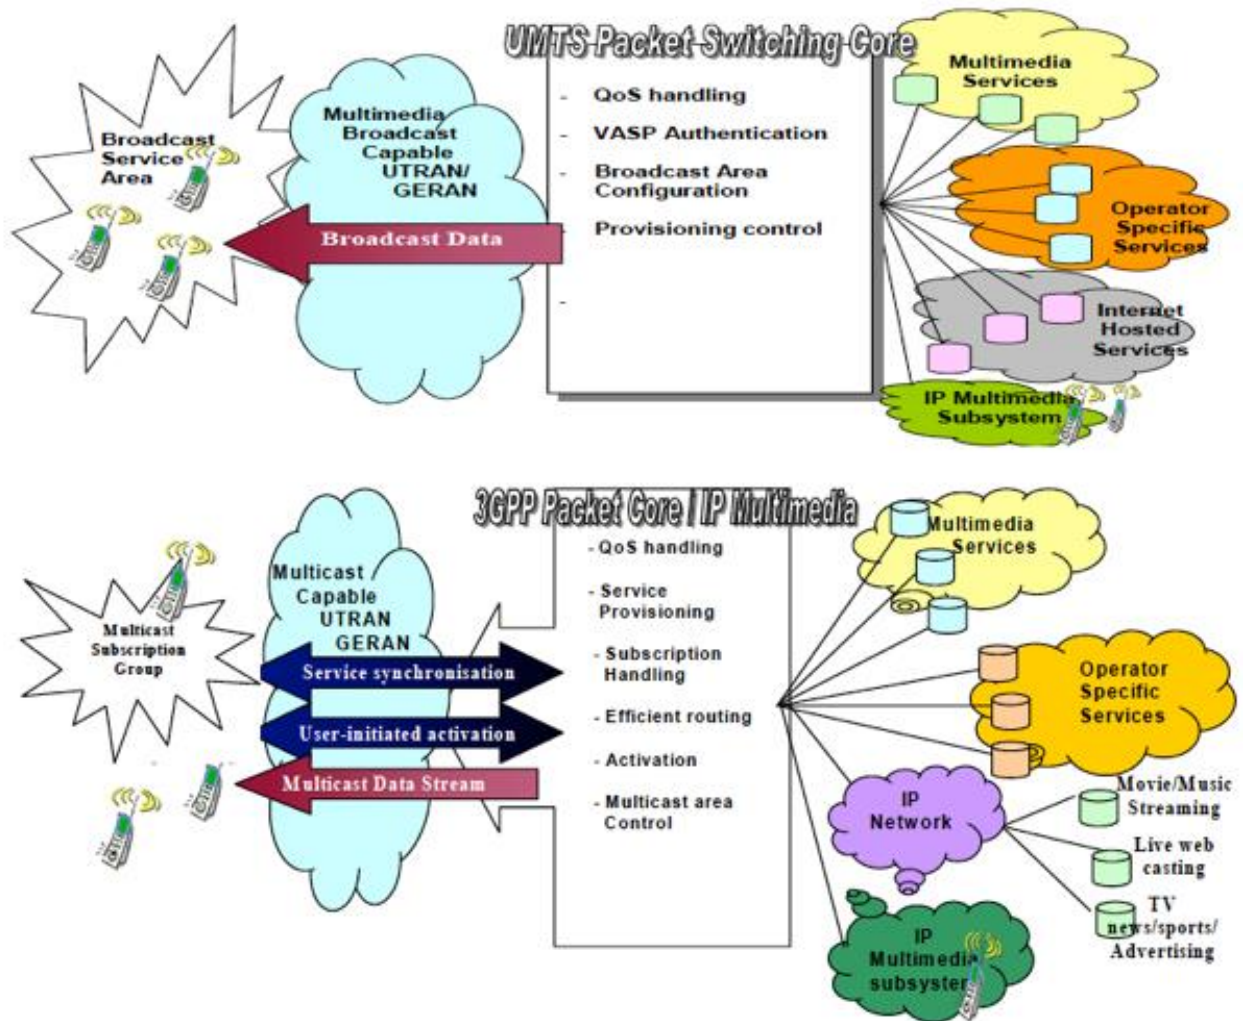 UMTS Packet Switching Core
Broadcast
Service
Area
Multimedia
Broadcast
Capable
UTRAN/
GERAN
Broadcast Data
- QoS handling
- VASP Authentication
- Broadcast Area
Configuration
- Provisioning control
-
Multimedia
Services
Operator
Specific
Services
Internet
Hosted
Services
IP Multimedia
Subsystem
3GPP Packet Core / IP Multimedia
Multicast
Subscription
Group
Multicast
Capable
UTRAN
GERAN
Service synchronisation
User-initiated activation
Multicast Data Stream
- QoS handling
- Service
Provisioning
- Subscription
Handling
- Efficient routing
- Activation
- Multicast area
Control
Multimedia
Services
Operator
Specific
Services
IP
Network
Movie/Music
Streaming
Live web
casting
TV
news/sports/
Advertising
IP
Multimedia
subsystem